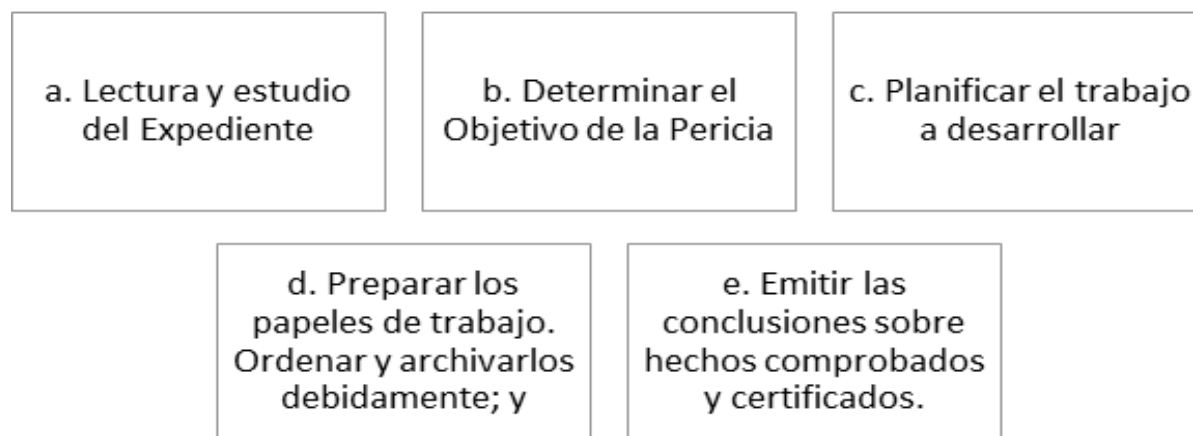 a. Lectura y estudio
del Expediente
b. Determinar el
Objetivo de la Pericia
c. Planificar el trabajo
a desarrollar
d. Preparar los
papeles de trabajo.
Ordenar y archivarlos
debidamente; y
e. Emitir las
conclusiones sobre
hechos comprobados
y certificados.